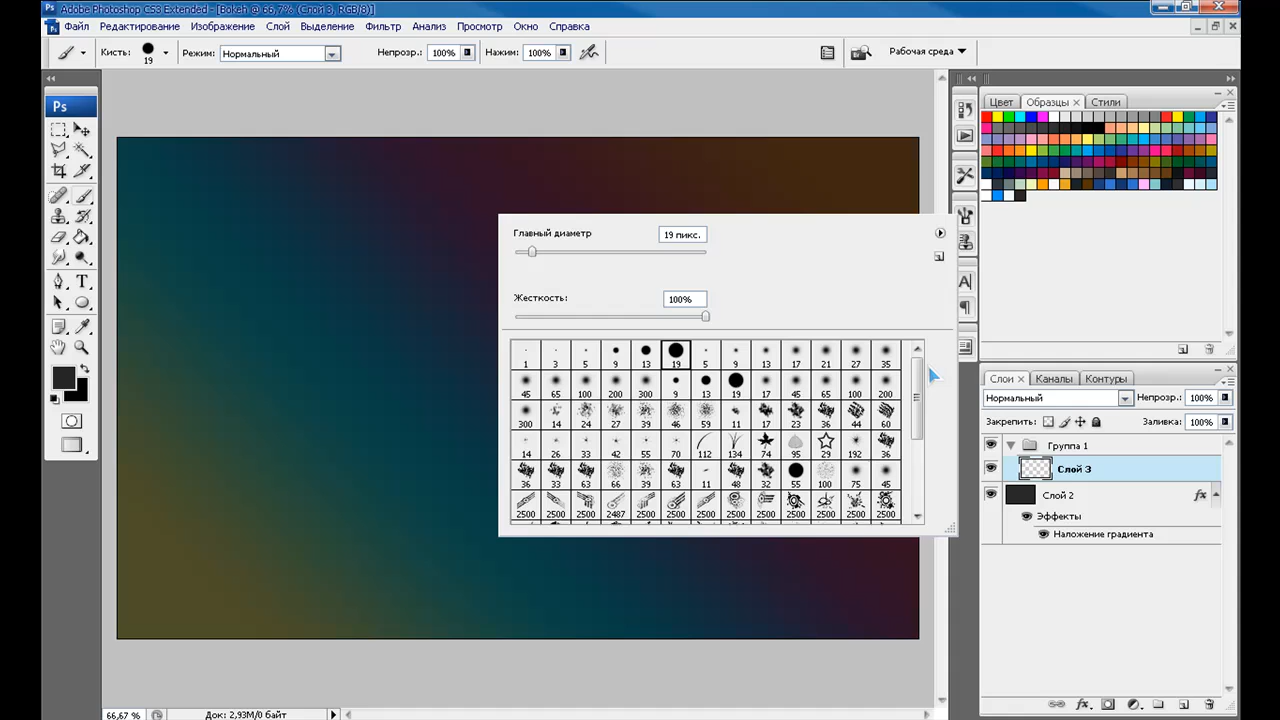 Adobe Photoshop CS3 Extended - [Bokeh @ 66,7% (Слой 3, RGB/8)]
Файл Редактирование Изображение Слой Выделение Фильтр Анализ Просмотр Окно Справка
Кисть: 19 Режим: Нормальный Непрозр.: 100% Нажим: 100% Рабочая среда
Ps
Цвет Образцы Стили
Главный диаметр 19 пикс.
Жесткость: 100%
1 3 5 9 13 19 5 9 13 17 21 27 35
45 65 100 200 300 9 13 19 17 45 65 100 200
300 14 24 27 39 46 59 11 17 23 36 44 60
14 26 33 42 55 70 112 134 74 95 29 192 36
36 33 63 66 39 63 11 48 32 55 100 75 45
2500 2500 2500 2487 2500 2500 2500 2500 2500 2500 2500 2500 2500
Слои Каналы Контуры
Нормальный Непрозр.: 100%
Закрепить: Заливка: 100%
Группа 1
Слой 3
Слой 2 fx
Эффекты
Наложение градиента
66,67 % Док: 2,93M/0 байт